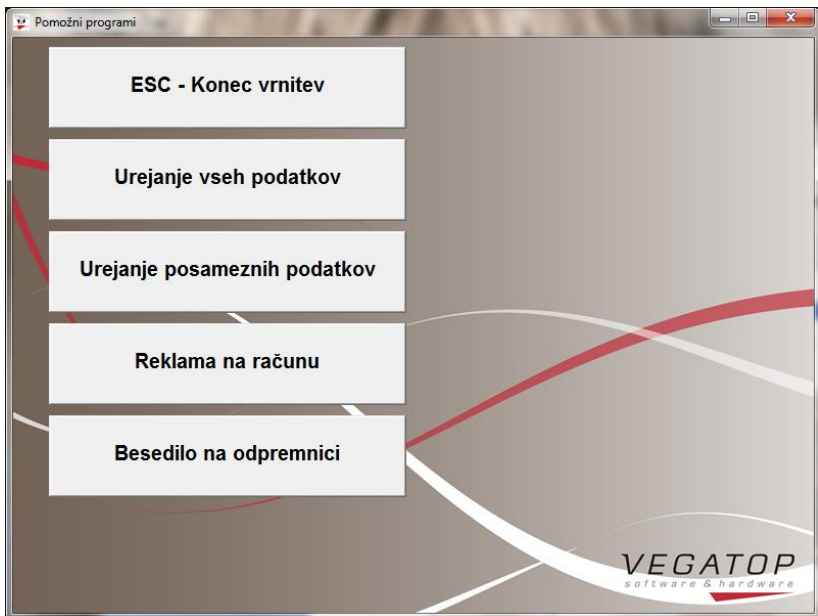 Pomožni programi
ESC - Konec vrnitev
Urejanje vseh podatkov
Urejanje posameznih podatkov
Reklama na računu
Besedilo na odpremnici
VEGATOP
software & hardware